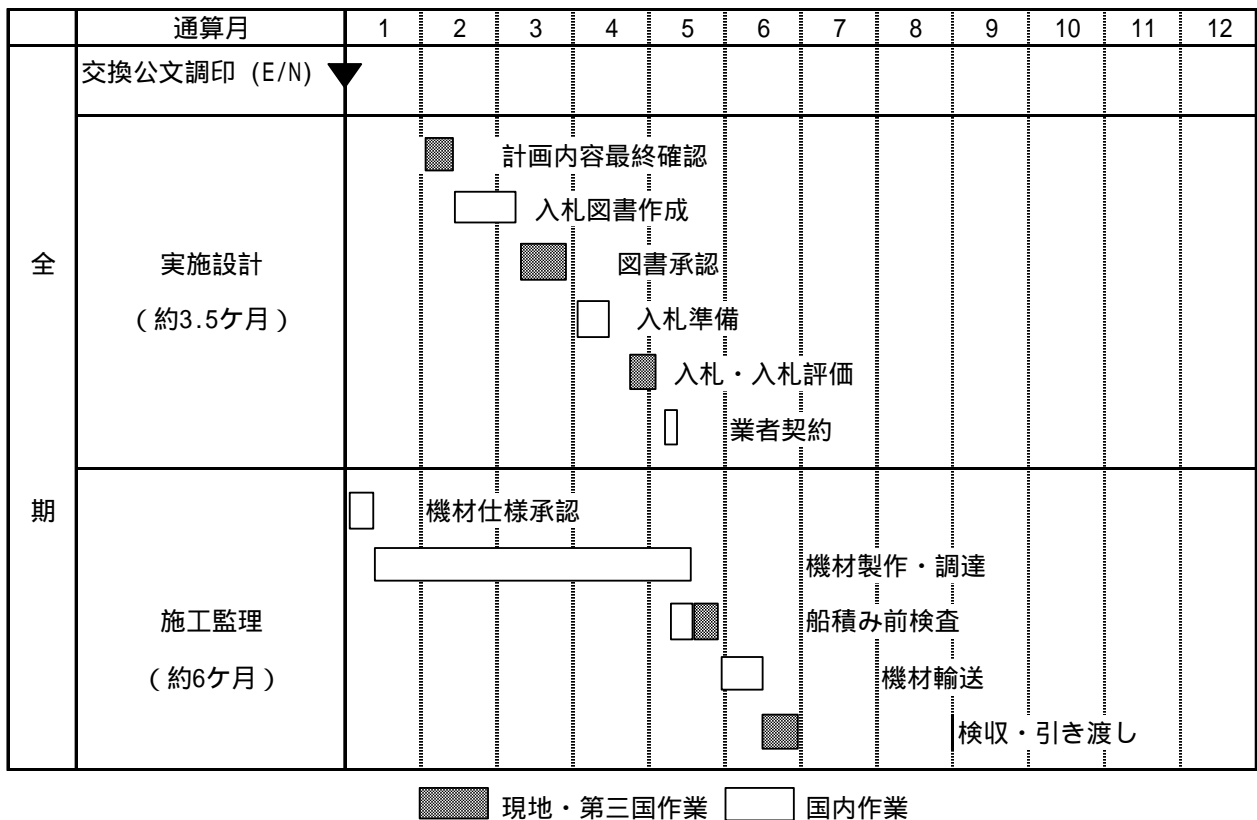 通算月 1 2 3 4 5 6 7 8 9 10 11 12
交換公文調印 (E/N)
計画内容最終確認
入札図書作成
全 実施設計 図書承認
(約3.5ケ月) 入札準備
入札・入札評価
業者契約
期 機材仕様承認
機材製作・調達
施工監理 船積み前検査
(約6ケ月) 機材輸送
検収・引き渡し
現地・第三国作業 国内作業